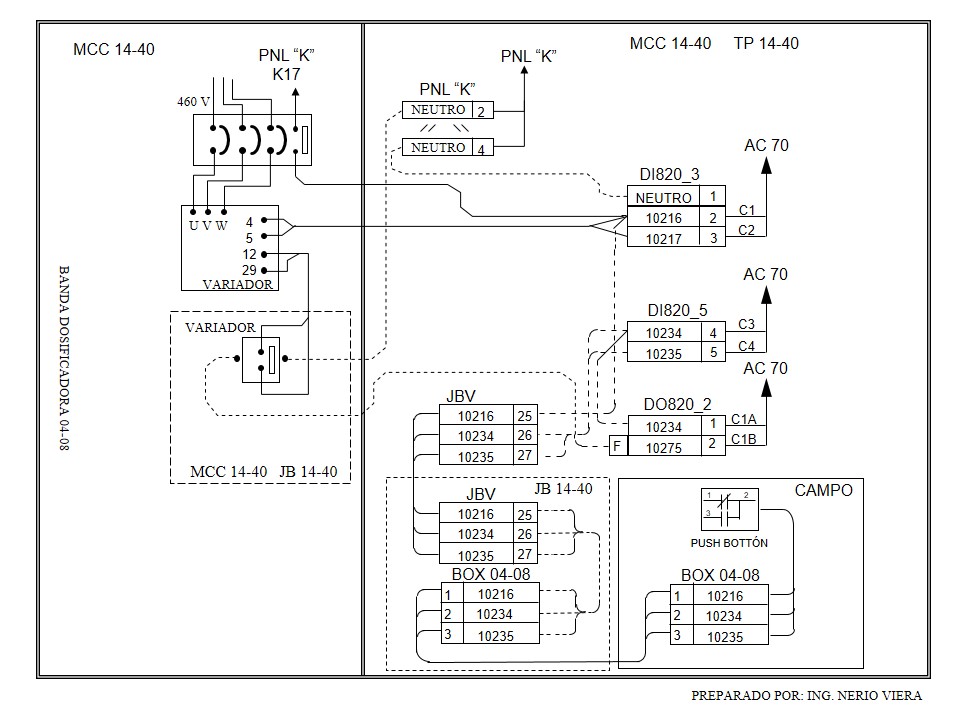 MCC 14-40
PNL “K”
K17
460 V
U V W
4
5
12
29
VARIADOR
VARIADOR
MCC 14-40 JB 14-40
BANDA DOSIFICADORA 04-08
MCC 14-40 TP 14-40
PNL “K”
PNL “K”
NEUTRO 2
NEUTRO 4
AC 70
DI820_3
NEUTRO 1
10216 2 C1
10217 3 C2
AC 70
DI820_5
10234 4 C3
10235 5 C4
AC 70
DO820_2
10234 1 C1A
F 10275 2 C1B
JBV
10216 25
10234 26
10235 27
JB 14-40
JBV
10216 25
10234 26
10235 27
BOX 04-08
1 10216
2 10234
3 10235
CAMPO
1 2
3
PUSH BOTTÓN
BOX 04-08
1 10216
2 10234
3 10235
PREPARADO POR: ING. NERIO VIERA